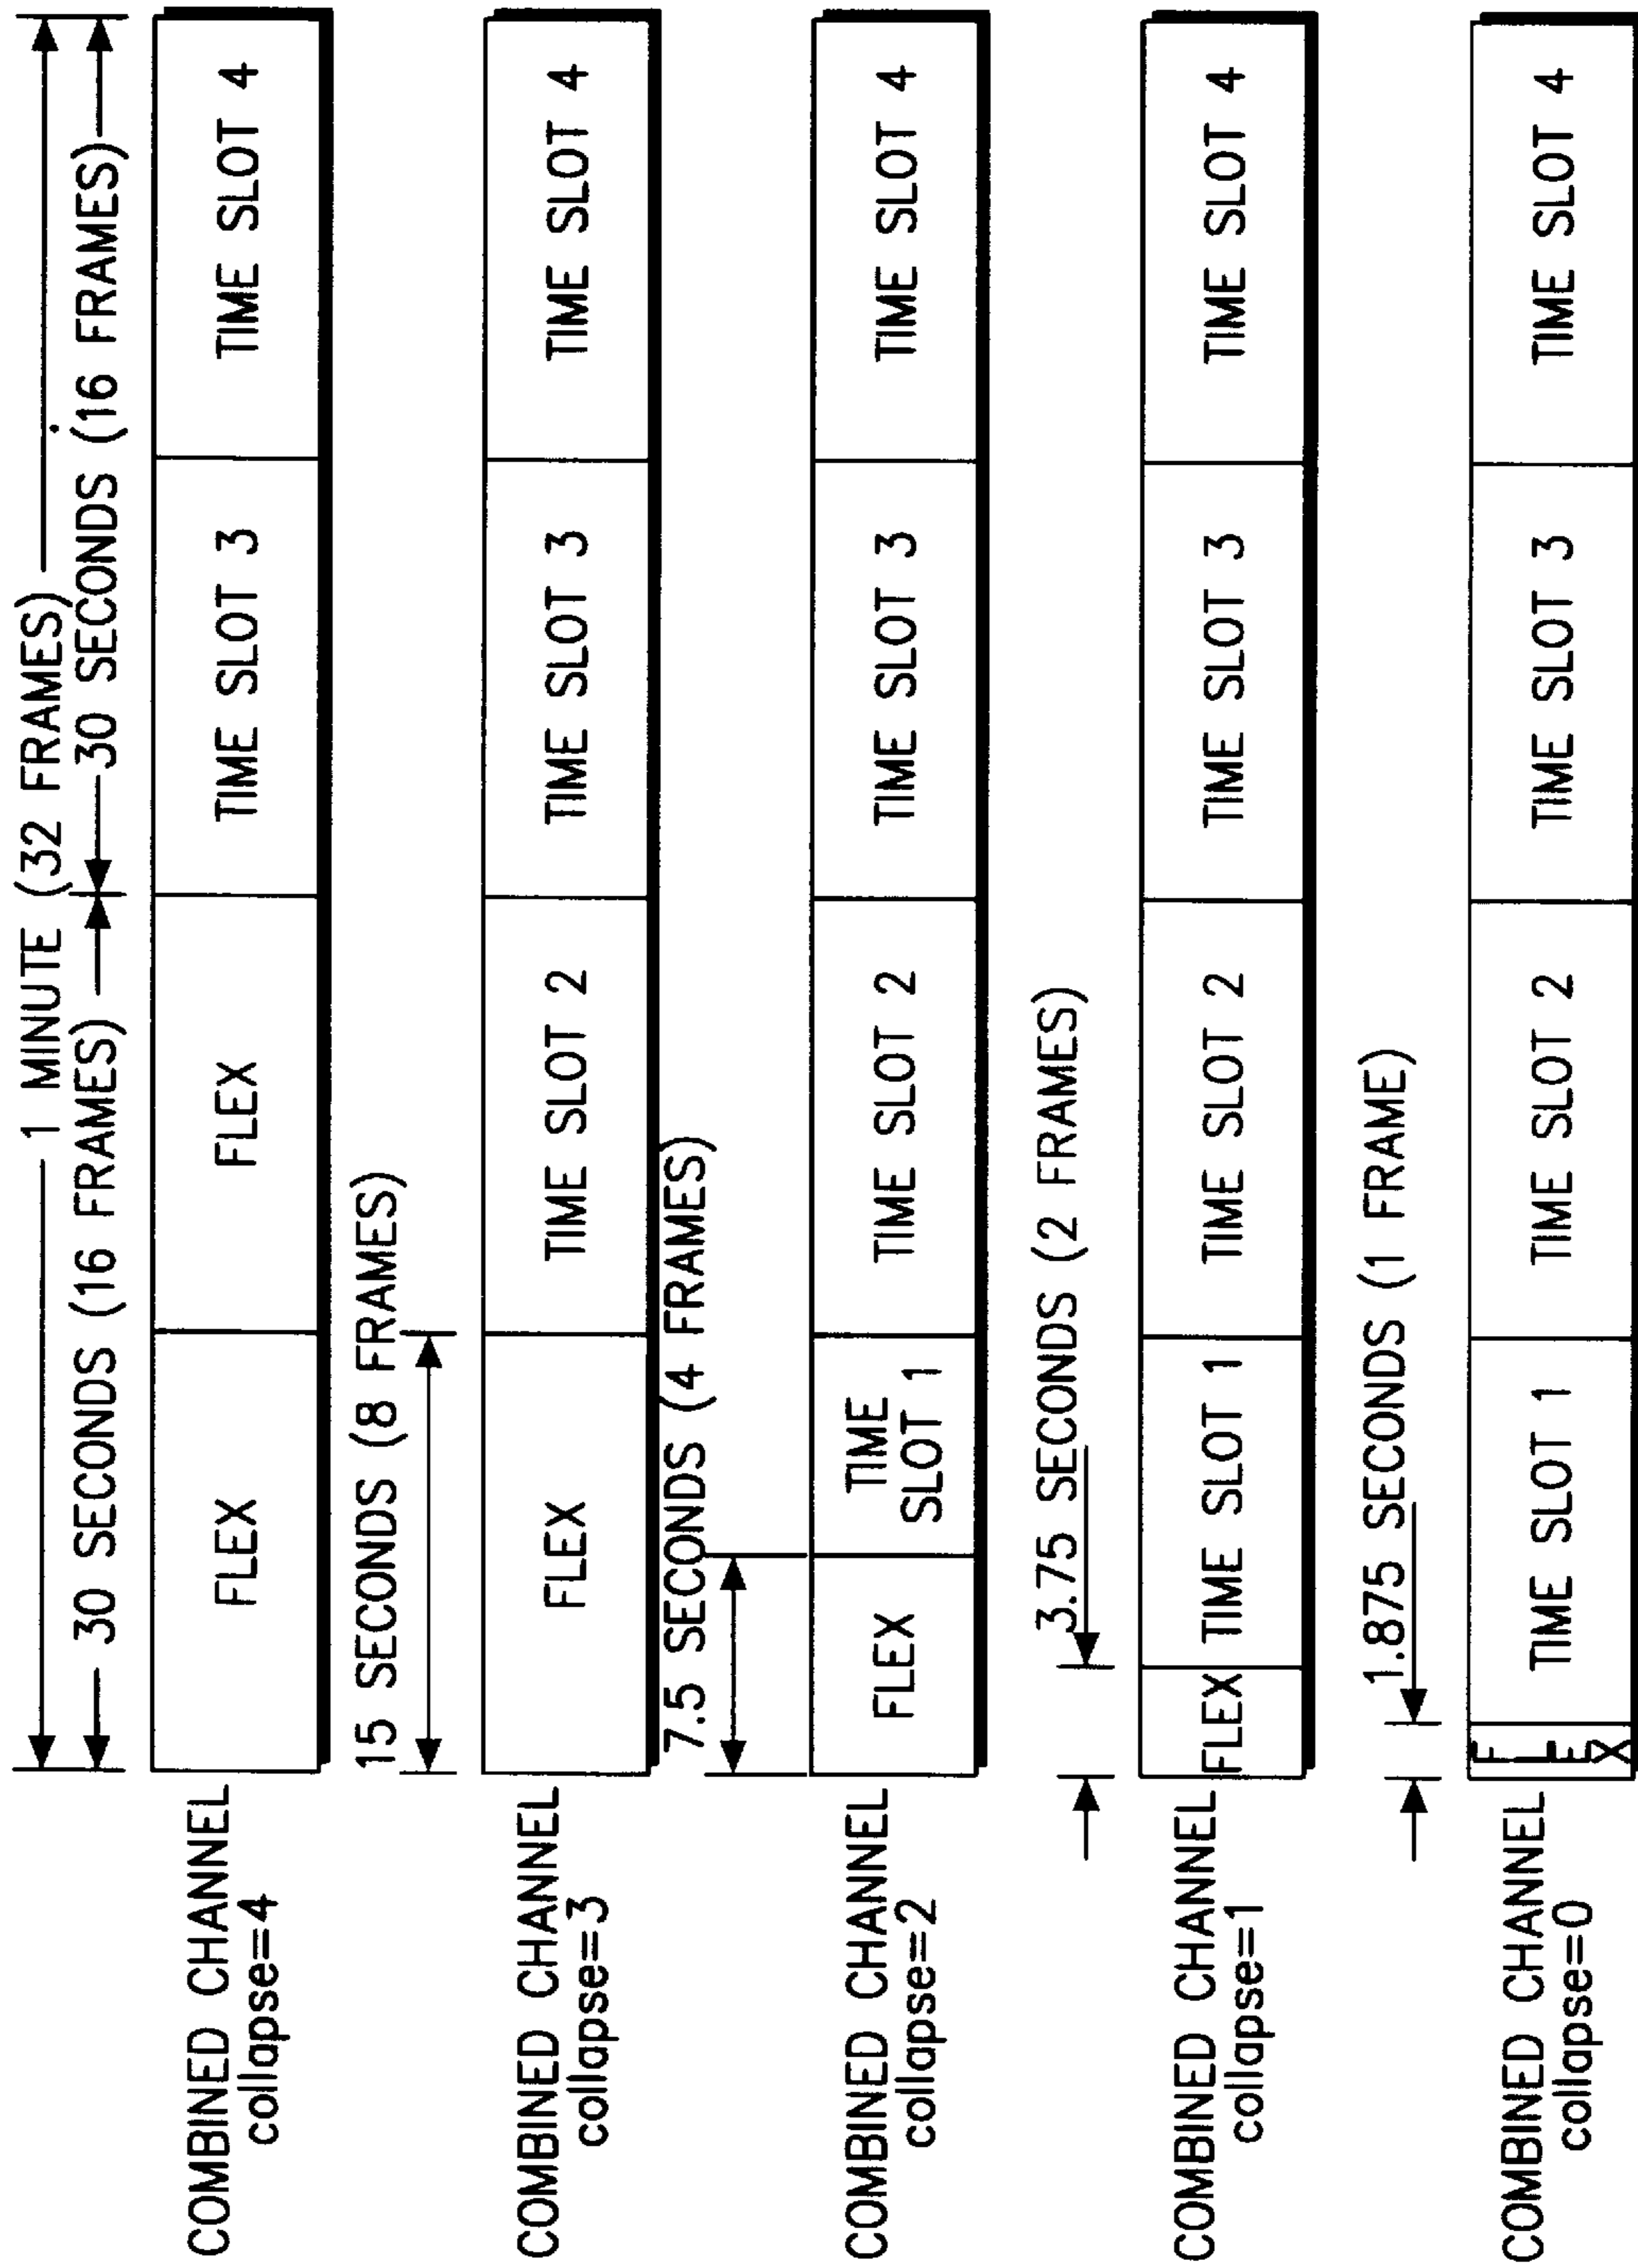 1 MINUTE (32 FRAMES)
30 SECONDS (16 FRAMES)
30 SECONDS (16 FRAMES)
COMBINED CHANNEL
collapse=4
FLEX
FLEX
TIME SLOT 3
TIME SLOT 4
15 SECONDS (8 FRAMES)
COMBINED CHANNEL
collapse=3
FLEX
TIME SLOT 2
TIME SLOT 3
TIME SLOT 4
7.5 SECONDS (4 FRAMES)
COMBINED CHANNEL
collapse=2
FLEX
TIME
SLOT 1
TIME SLOT 2
TIME SLOT 3
TIME SLOT 4
3.75 SECONDS (2 FRAMES)
COMBINED CHANNEL
collapse=1
FLEX
TIME SLOT 1
TIME SLOT 2
TIME SLOT 3
TIME SLOT 4
1.875 SECONDS (1 FRAME)
COMBINED CHANNEL
collapse=0
FLEX
TIME SLOT 1
TIME SLOT 2
TIME SLOT 3
TIME SLOT 4